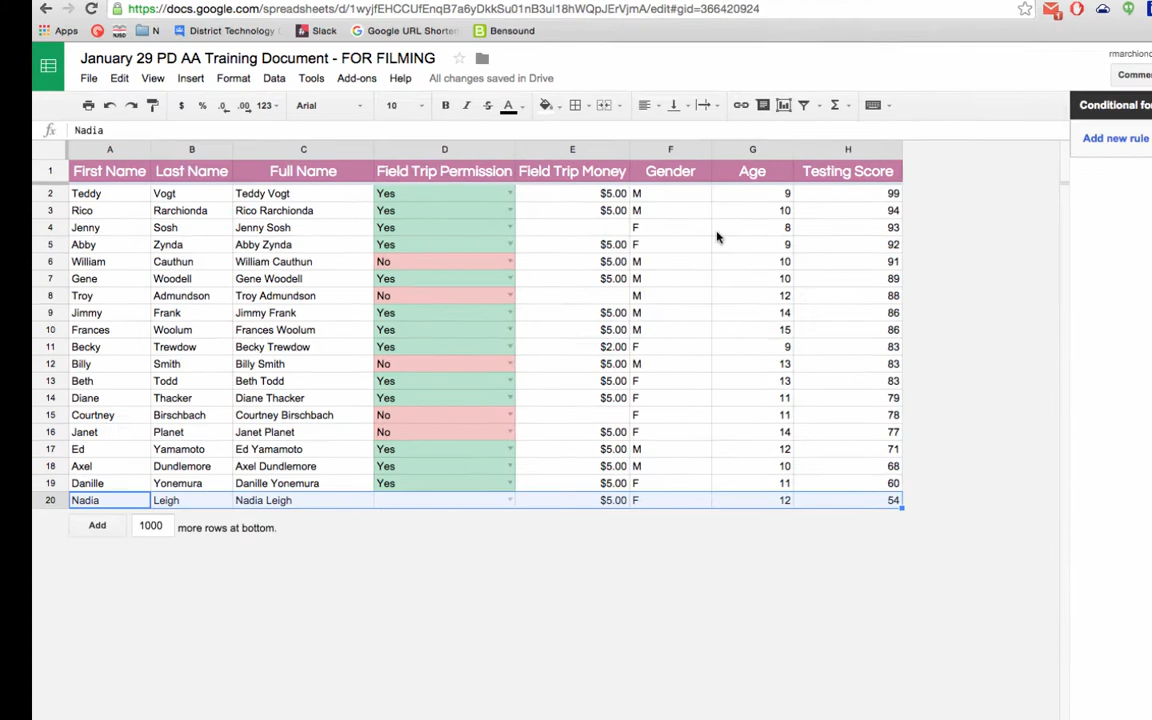 https://docs.google.com/spreadsheets/d/1wyjfEHCCUfEnqB7a6yDkkSu01nB3ul18hWQpJErVjmA/edit#gid=366420924
Apps N District Technology Slack Google URL Shorten Bensound
January 29 PD AA Training Document - FOR FILMING rmarchion
File Edit View Insert Format Data Tools Add-ons Help All changes saved in Drive Comme
$ % .0 .00 123 Arial 10 B I S A Σ Conditional fo
fx Nadia Add new rule
A B C D E F G H
1 First Name Last Name Full Name Field Trip Permission Field Trip Money Gender Age Testing Score
2 Teddy Vogt Teddy Vogt Yes $5.00 M 9 99
3 Rico Rarchionda Rico Rarchionda Yes $5.00 M 10 94
4 Jenny Sosh Jenny Sosh Yes F 8 93
5 Abby Zynda Abby Zynda Yes $5.00 F 9 92
6 William Cauthun William Cauthun No $5.00 M 10 91
7 Gene Woodell Gene Woodell Yes $5.00 M 10 89
8 Troy Admundson Troy Admundson No M 12 88
9 Jimmy Frank Jimmy Frank Yes $5.00 M 14 86
10 Frances Woolum Frances Woolum Yes $5.00 M 15 86
11 Becky Trewdow Becky Trewdow Yes $2.00 F 9 83
12 Billy Smith Billy Smith No $5.00 M 13 83
13 Beth Todd Beth Todd Yes $5.00 F 13 83
14 Diane Thacker Diane Thacker Yes $5.00 F 11 79
15 Courtney Birschbach Courtney Birschbach No F 11 78
16 Janet Planet Janet Planet No $5.00 F 14 77
17 Ed Yamamoto Ed Yamamoto Yes $5.00 M 12 71
18 Axel Dundlemore Axel Dundlemore Yes $5.00 M 10 68
19 Danille Yonemura Danille Yonemura Yes $5.00 F 11 60
20 Nadia Leigh Nadia Leigh $5.00 F 12 54
Add 1000 more rows at bottom.